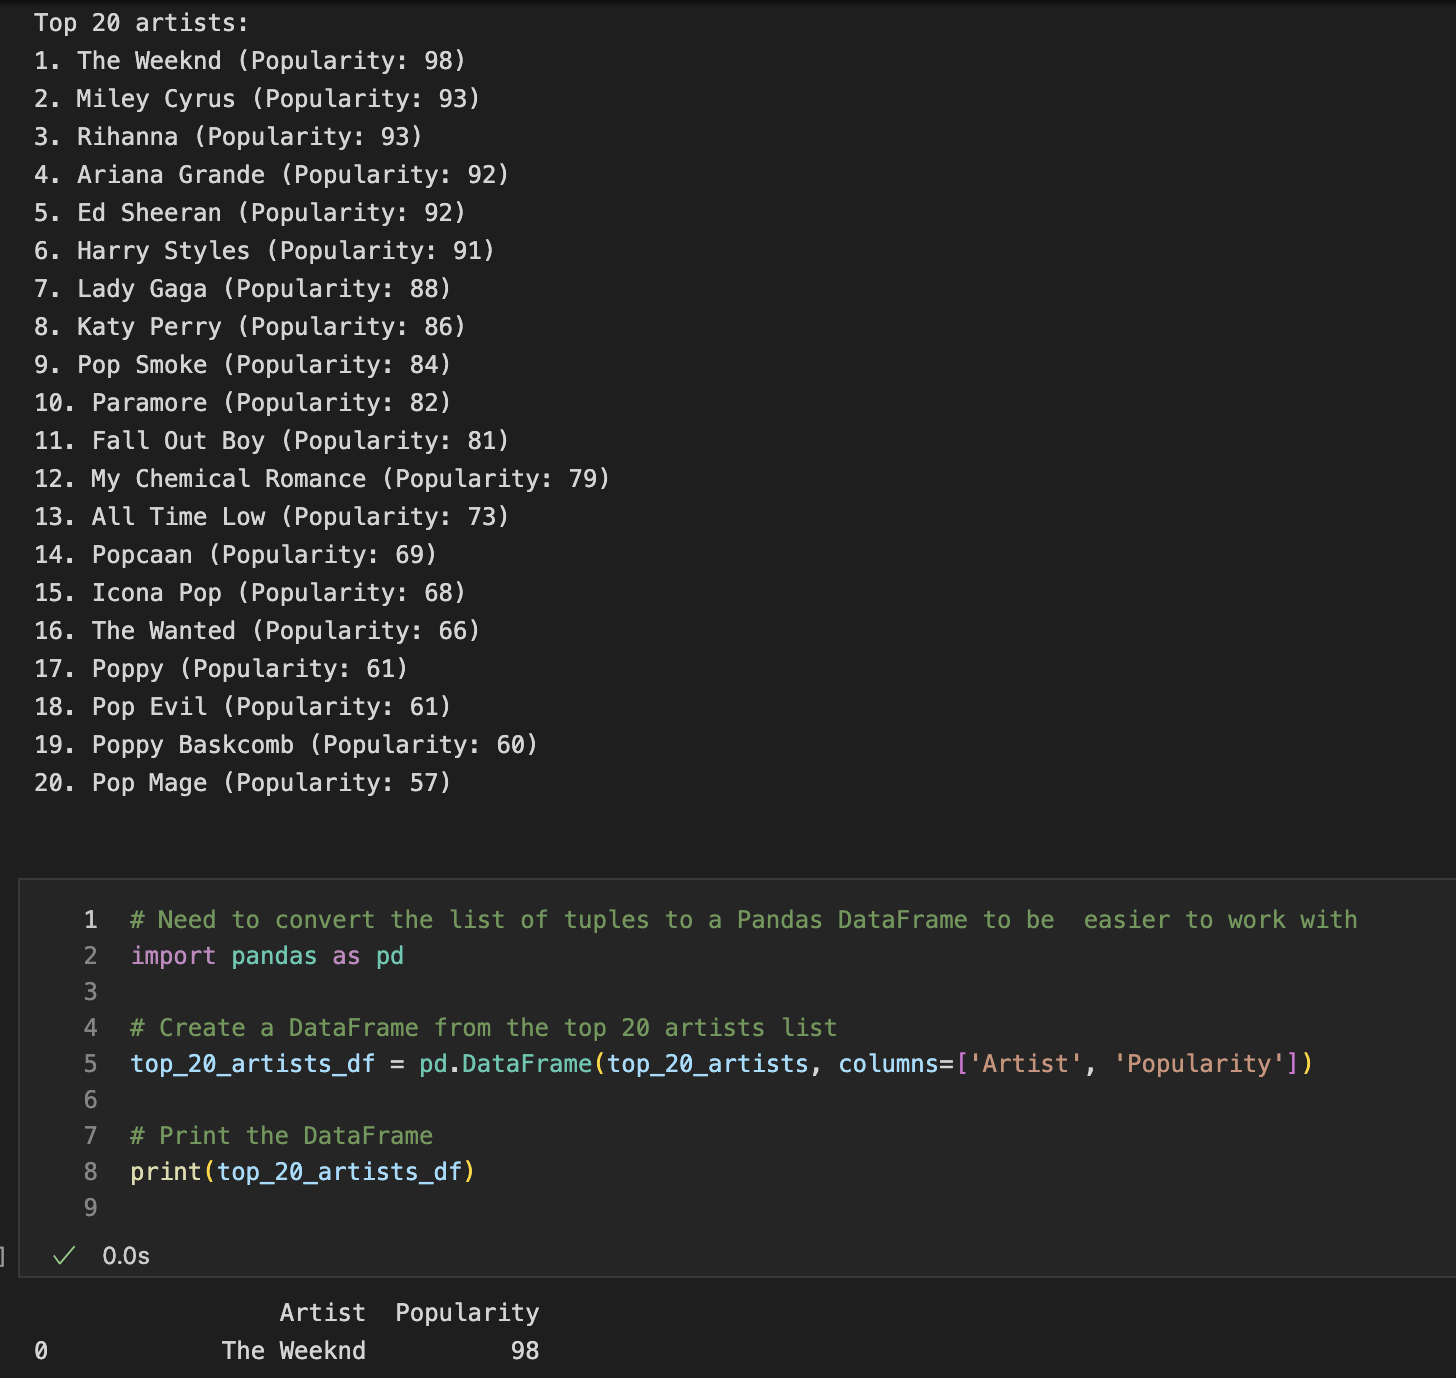 Top 20 artists:
1. The Weeknd (Popularity: 98)
2. Miley Cyrus (Popularity: 93)
3. Rihanna (Popularity: 93)
4. Ariana Grande (Popularity: 92)
5. Ed Sheeran (Popularity: 92)
6. Harry Styles (Popularity: 91)
7. Lady Gaga (Popularity: 88)
8. Katy Perry (Popularity: 86)
9. Pop Smoke (Popularity: 84)
10. Paramore (Popularity: 82)
11. Fall Out Boy (Popularity: 81)
12. My Chemical Romance (Popularity: 79)
13. All Time Low (Popularity: 73)
14. Popcaan (Popularity: 69)
15. Icona Pop (Popularity: 68)
16. The Wanted (Popularity: 66)
17. Poppy (Popularity: 61)
18. Pop Evil (Popularity: 61)
19. Poppy Baskcomb (Popularity: 60)
20. Pop Mage (Popularity: 57)
1 # Need to convert the list of tuples to a Pandas DataFrame to be  easier to work with
2 import pandas as pd
3
4 # Create a DataFrame from the top 20 artists list
5 top_20_artists_df = pd.DataFrame(top_20_artists, columns=['Artist', 'Popularity'])
6
7 # Print the DataFrame
8 print(top_20_artists_df)
9
] ✓ 0.0s
Artist  Popularity
0 The Weeknd 98